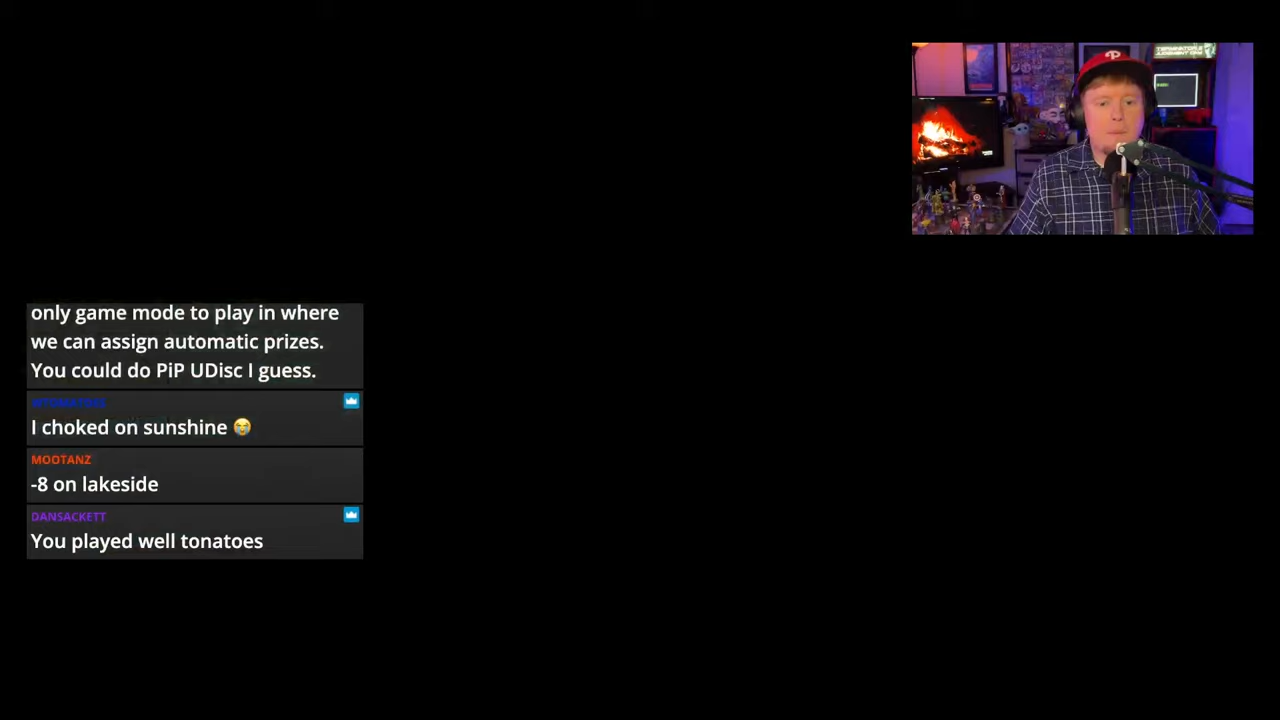 only game mode to play in where
we can assign automatic prizes.
You could do PiP UDisc I guess.
I choked on sunshine 😭
MOOTANZ
-8 on lakeside
DANSACKETT
You played well tonatoes